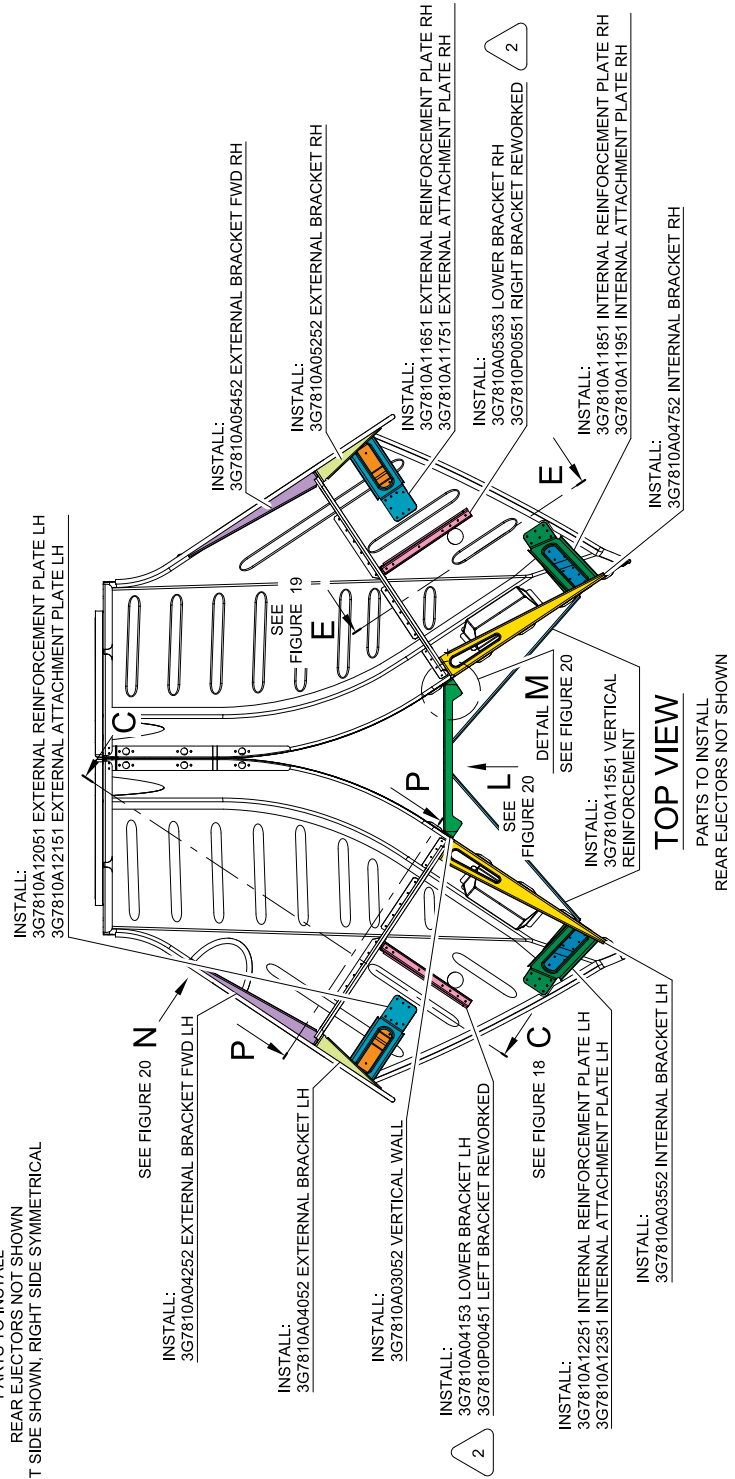 PARTS TO INSTALL
REAR EJECTORS NOT SHOWN
T SIDE SHOWN, RIGHT SIDE SYMMETRICAL
INSTALL:
3G7810A12051 EXTERNAL REINFORCEMENT PLATE LH
3G7810A12151 EXTERNAL ATTACHMENT PLATE LH
INSTALL:
3G7810A05452 EXTERNAL BRACKET FWD RH
INSTALL:
3G7810A05252 EXTERNAL BRACKET RH
INSTALL:
3G7810A11651 EXTERNAL REINFORCEMENT PLATE RH
3G7810A11751 EXTERNAL ATTACHMENT PLATE RH
INSTALL:
3G7810A05353 LOWER BRACKET RH
3G7810P00551 RIGHT BRACKET REWORKED
2
INSTALL:
3G7810A11851 INTERNAL REINFORCEMENT PLATE RH
3G7810A11951 INTERNAL ATTACHMENT PLATE RH
INSTALL:
3G7810A04752 INTERNAL BRACKET RH
C
SEE
FIGURE 19
E
E
N
SEE FIGURE 20
P
P
L
SEE
FIGURE 20
DETAIL M
SEE FIGURE 20
C
SEE FIGURE 18
INSTALL:
3G7810A04252 EXTERNAL BRACKET FWD LH
INSTALL:
3G7810A04052 EXTERNAL BRACKET LH
INSTALL:
3G7810A03052 VERTICAL WALL
INSTALL:
3G7810A04153 LOWER BRACKET LH
3G7810P00451 LEFT BRACKET REWORKED
2
INSTALL:
3G7810A12251 INTERNAL REINFORCEMENT PLATE LH
3G7810A12351 INTERNAL ATTACHMENT PLATE LH
INSTALL:
3G7810A03552 INTERNAL BRACKET LH
INSTALL:
3G7810A11551 VERTICAL
REINFORCEMENT
TOP VIEW
PARTS TO INSTALL
REAR EJECTORS NOT SHOWN